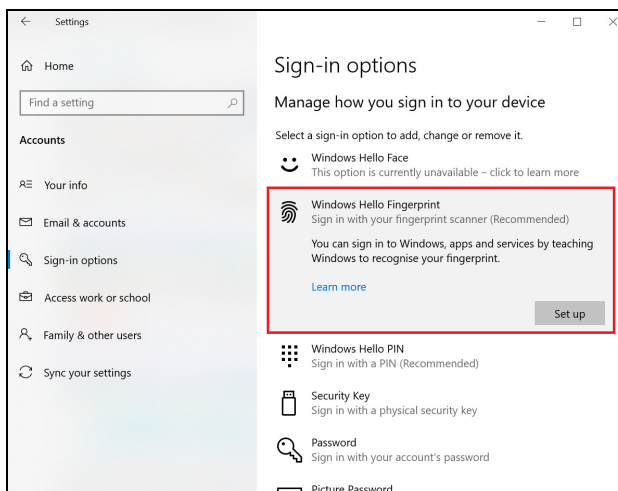 Settings
Home
Find a setting
Accounts
Your info
Email & accounts
Sign-in options
Access work or school
Family & other users
Sync your settings
Sign-in options
Manage how you sign in to your device
Select a sign-in option to add, change or remove it.
Windows Hello Face
This option is currently unavailable – click to learn more
Windows Hello Fingerprint
Sign in with your fingerprint scanner (Recommended)
You can sign in to Windows, apps and services by teaching
Windows to recognise your fingerprint.
Learn more
Set up
Windows Hello PIN
Sign in with a PIN (Recommended)
Security Key
Sign in with a physical security key
Password
Sign in with your account's password
Picture Password